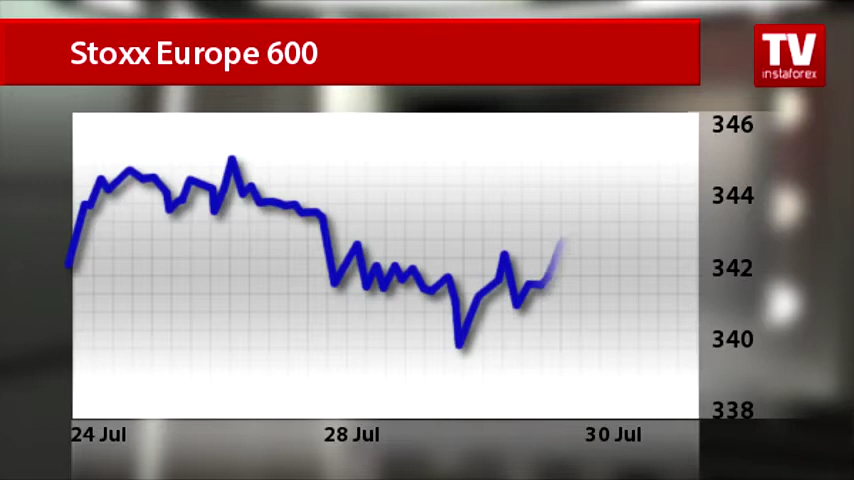 Stoxx Europe 600
TV
instaforex
346
344
342
340
338
24 Jul
28 Jul
30 Jul